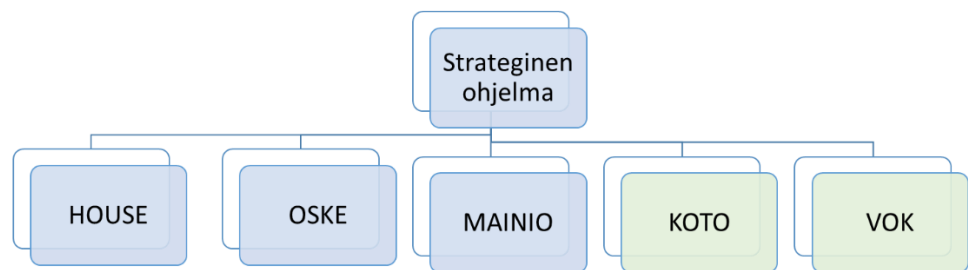 Strateginen
ohjelma
HOUSE
OSKE
MAINIO
KOTO
VOK